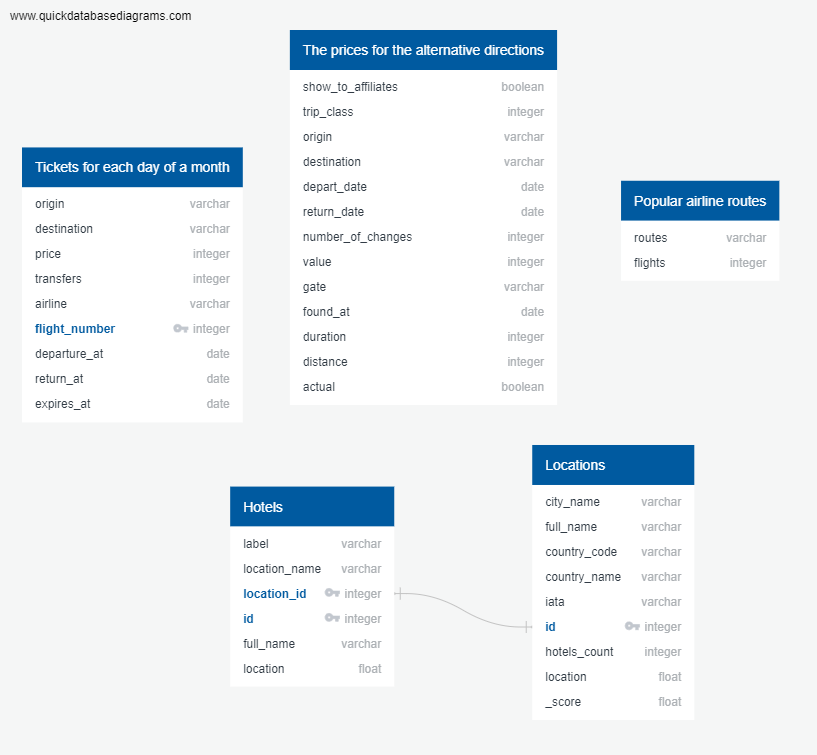 www.quickdatabasediagrams.com
The prices for the alternative directions
show_to_affiliates boolean
trip_class integer
origin varchar
destination varchar
depart_date date
return_date date
number_of_changes integer
value integer
gate varchar
found_at date
duration integer
distance integer
actual boolean
Tickets for each day of a month
origin varchar
destination varchar
price integer
transfers integer
airline varchar
flight_number integer
departure_at date
return_at date
expires_at date
Popular airline routes
routes varchar
flights integer
Hotels
label varchar
location_name varchar
location_id integer
id integer
full_name varchar
location float
Locations
city_name varchar
full_name varchar
country_code varchar
country_name varchar
iata varchar
id integer
hotels_count integer
location float
_score float